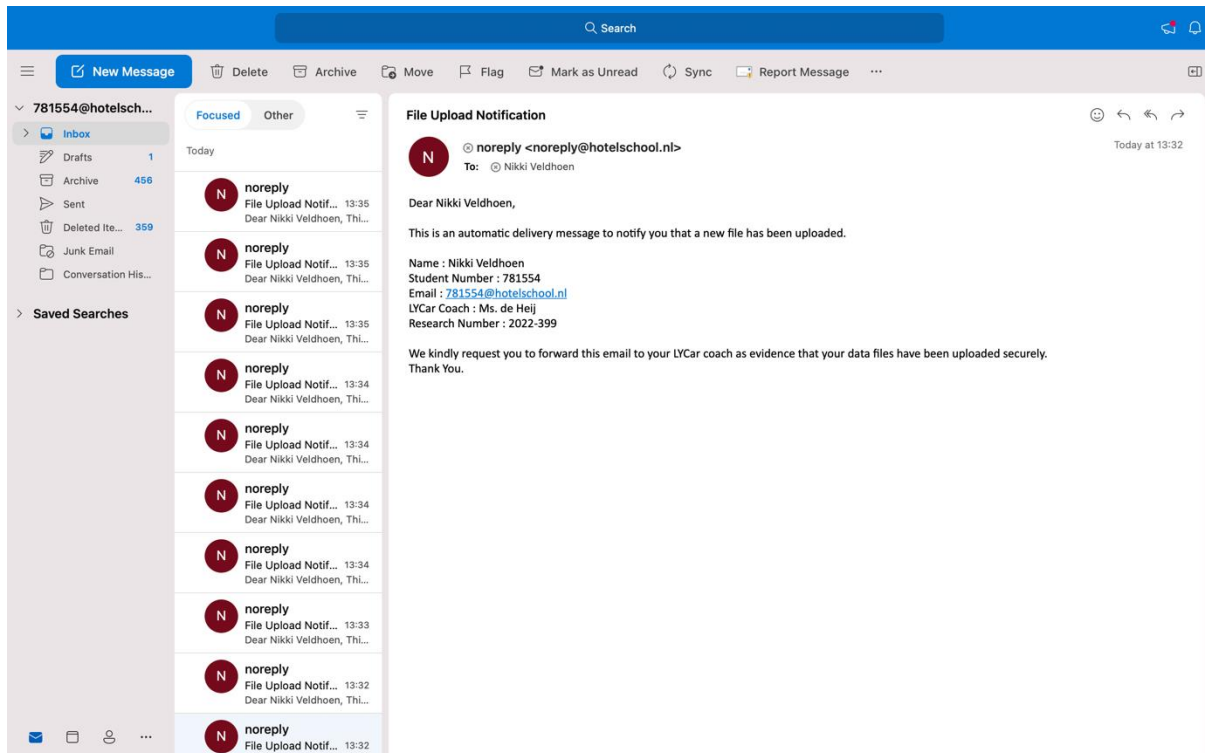 Search
New Message
Delete
Archive
Move
Flag
Mark as Unread
Sync
Report Message
...
781554@hotelsch...
Inbox
Drafts 1
Archive 456
Sent
Deleted Ite... 359
Junk Email
Conversation His...
Saved Searches
Focused Other
Today
N
noreply
File Upload Notif... 13:35
Dear Nikki Veldhoen, Thi...
N
noreply
File Upload Notif... 13:35
Dear Nikki Veldhoen, Thi...
N
noreply
File Upload Notif... 13:35
Dear Nikki Veldhoen, Thi...
N
noreply
File Upload Notif... 13:34
Dear Nikki Veldhoen, Thi...
N
noreply
File Upload Notif... 13:34
Dear Nikki Veldhoen, Thi...
N
noreply
File Upload Notif... 13:34
Dear Nikki Veldhoen, Thi...
N
noreply
File Upload Notif... 13:34
Dear Nikki Veldhoen, Thi...
N
noreply
File Upload Notif... 13:33
Dear Nikki Veldhoen, Thi...
N
noreply
File Upload Notif... 13:32
Dear Nikki Veldhoen, Thi...
N
noreply
File Upload Notif... 13:32
File Upload Notification
N
noreply <noreply@hotelschool.nl>
To: Nikki Veldhoen
Today at 13:32
Dear Nikki Veldhoen,
This is an automatic delivery message to notify you that a new file has been uploaded.
Name : Nikki Veldhoen
Student Number : 781554
Email : 781554@hotelschool.nl
LYCar Coach : Ms. de Heij
Research Number : 2022-399
We kindly request you to forward this email to your LYCar coach as evidence that your data files have been uploaded securely.
Thank You.